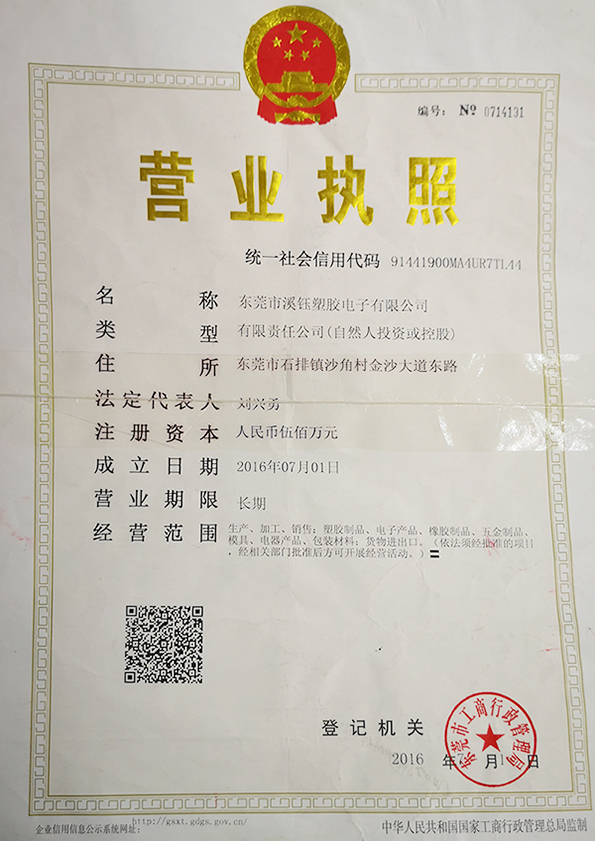 编号： № 0714131
营业执照
统一社会信用代码 91441900MA4UR7TL44
名称 东莞市溪钰塑胶电子有限公司
类型 有限责任公司(自然人投资或控股)
住所 东莞市石排镇沙角村金沙大道东路
法定代表人 刘兴勇
注册资本 人民币伍佰万元
成立日期 2016年07月01日
营业期限 长期
经营范围 生产、加工、销售：塑胶制品、电子产品、橡胶制品、五金制品、
模具、电器产品、包装材料；货物进出口。（依法须经批准的项目
，经相关部门批准后方可开展经营活动。）
登记机关
东莞市工商行政管理局
2016 年7月1日
企业信用信息公示系统网址： http://gsxt.gdgs.gov.cn/
中华人民共和国国家工商行政管理总局监制